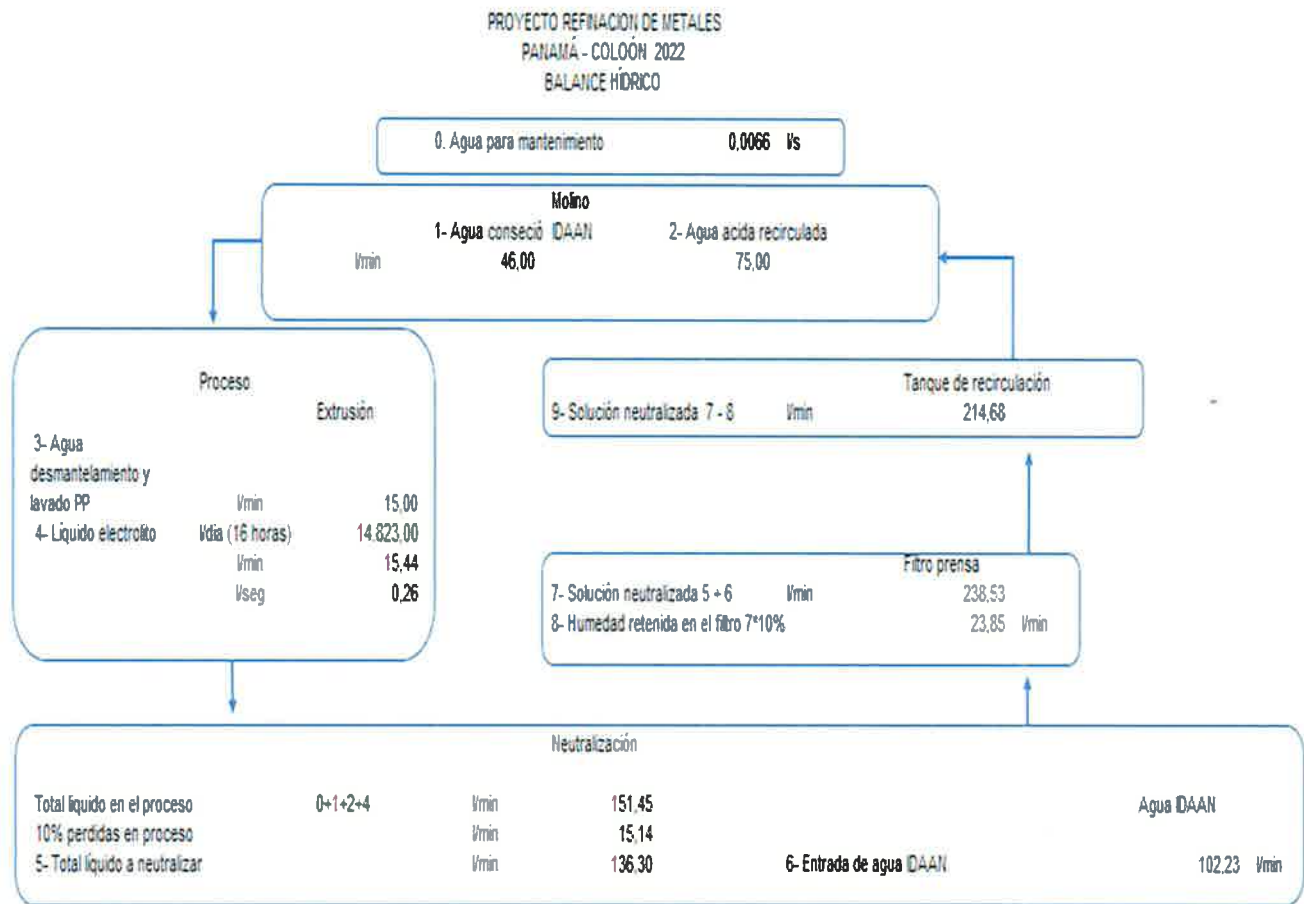 PROYECTO REFINACION DE METALES
PANAMÁ - COLOÓN 2022
BALANCE HÍDRICO
0. Agua para mantenimiento 0,0066 l/s
Molino
1- Agua conseció IDAAN 2- Agua acida recirculada
l/min 46,00 75,00
Proceso
Extrusión
3- Agua
desmantelamiento y
lavado PP l/min 15,00
4- Liquido electrolito l/dia (16 horas) 14.823,00
l/min 15,44
l/seg 0,26
Tanque de recirculación
9- Solución neutralizada 7 - 8 l/min 214,68
Filtro prensa
7- Solución neutralizada 5 + 6 l/min 238,53
8- Humedad retenida en el filtro 7*10% 23,85 l/min
Neutralización
Total liquido en el proceso 0+1+2+4 l/min 151,45 Agua IDAAN
10% perdidas en proceso l/min 15,14
5- Total líquido a neutralizar l/min 136,30 6- Entrada de agua IDAAN 102,23 l/min